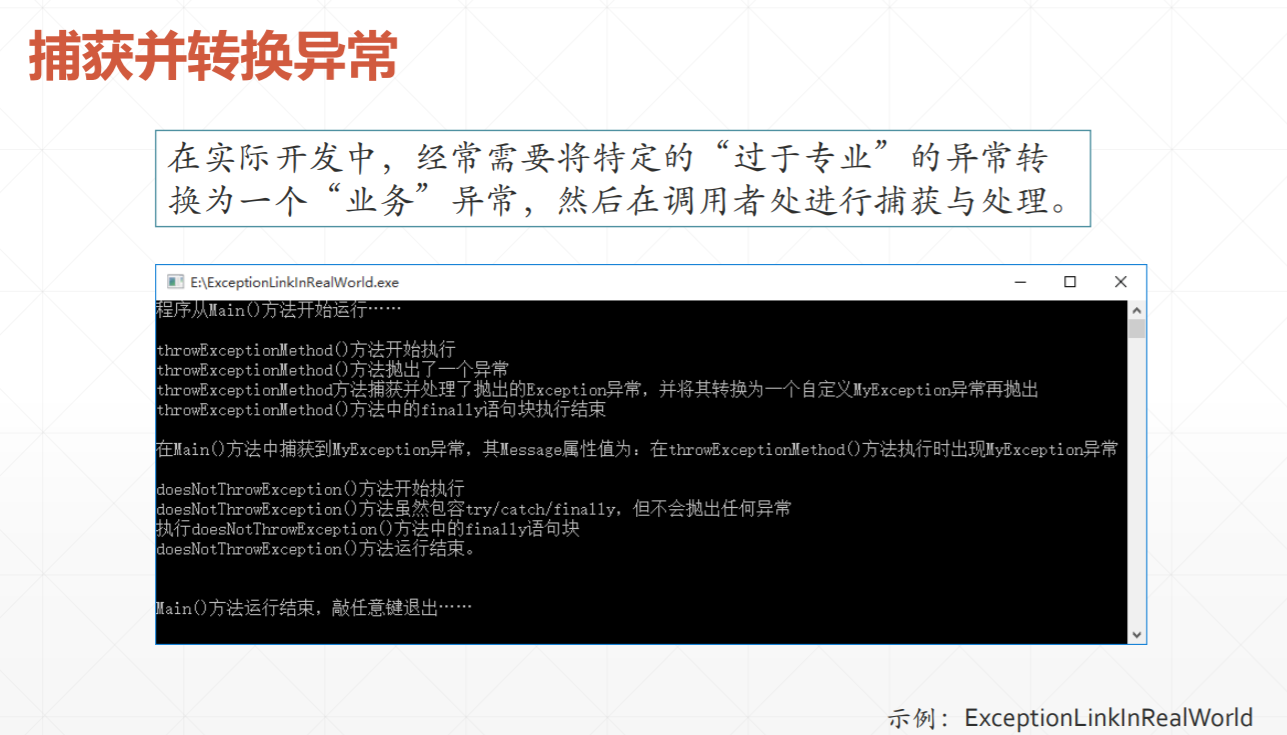 捕获并转换异常
在实际开发中，经常需要将特定的“过于专业”的异常转
换为一个“业务”异常，然后在调用者处进行捕获与处理。
E:\ExceptionLinkInRealWorld.exe
程序从Main()方法开始运行……
throwExceptionMethod()方法开始执行
throwExceptionMethod()方法抛出了一个异常
throwExceptionMethod方法捕获并处理了抛出的Exception异常，并将其转换为一个自定义MyException异常再抛出
throwExceptionMethod()方法中的finally语句块执行结束
在Main()方法中捕获到MyException异常，其Message属性值为：在throwExceptionMethod()方法执行时出现MyException异常
doesNotThrowException()方法开始执行
doesNotThrowException()方法虽然包容try/catch/finally，但不会抛出任何异常
执行doesNotThrowException()方法中的finally语句块
doesNotThrowException()方法运行结束。
Main()方法运行结束，敲任意键退出……
示例：ExceptionLinkInRealWorld